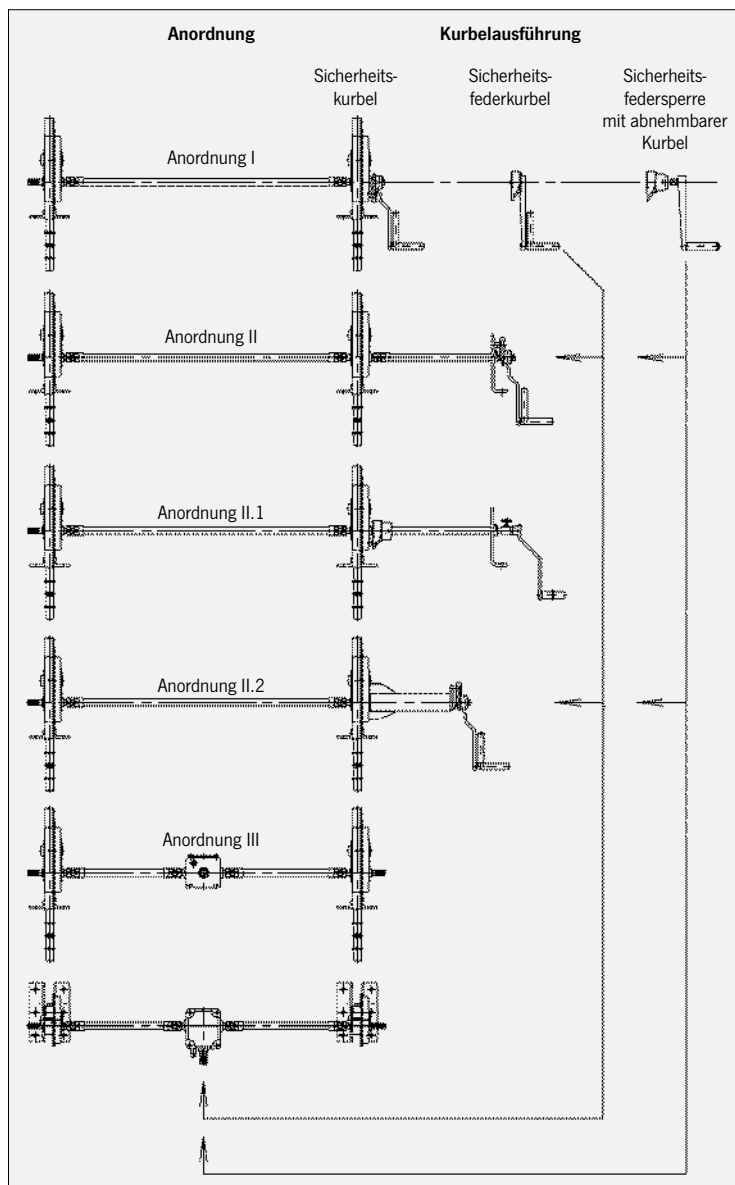 Anordnung
Kurbelausführung
Sicherheits-
kurbel
Sicherheits-
federkurbel
Sicherheits-
federsperre
mit abnehmbarer
Kurbel
Anordnung I
Anordnung II
Anordnung II.1
Anordnung II.2
Anordnung III